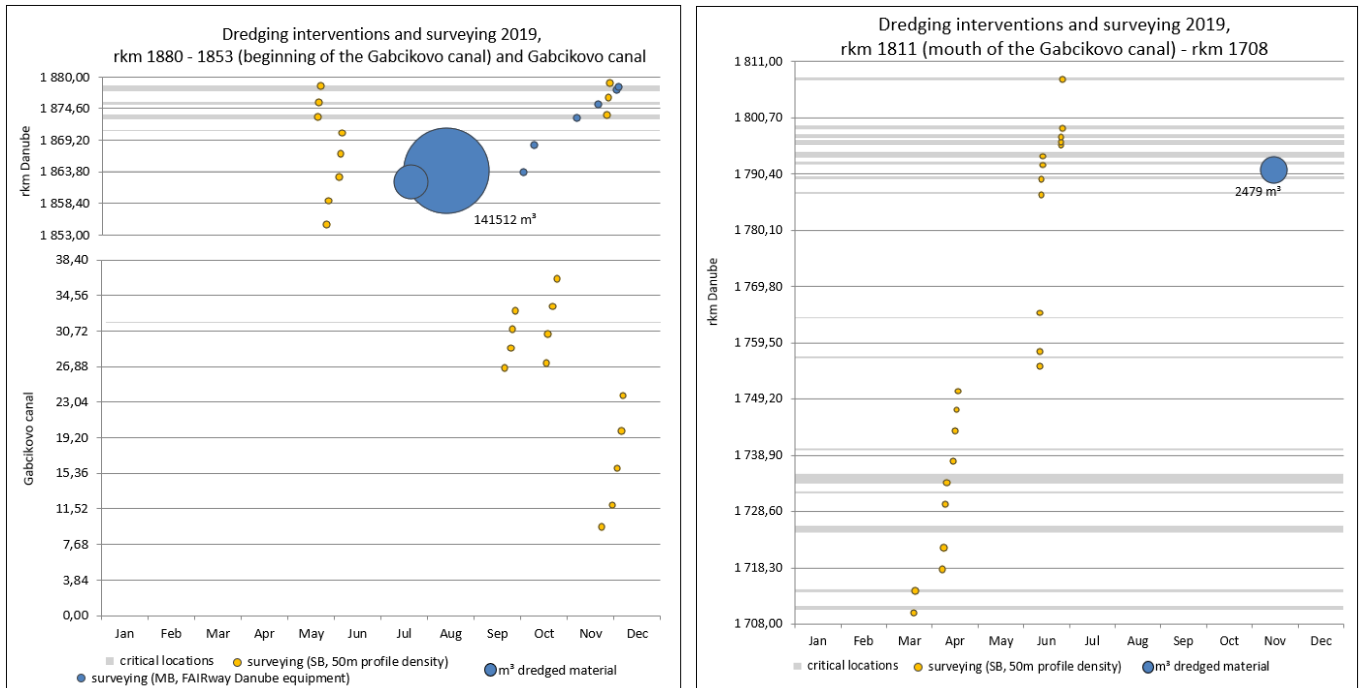 Dredging interventions and surveying 2019,
rkm 1880 - 1853 (beginning of the Gabcikovo canal) and Gabcikovo canal
rkm Danube
1 880,00
1 874,60
1 869,20
1 863,80
1 858,40
1 853,00
141512 m³
Gabcikovo canal
38,40
34,56
30,72
26,88
23,04
19,20
15,36
11,52
7,68
3,84
0,00
Jan Feb Mar Apr May Jun Jul Aug Sep Oct Nov Dec
critical locations surveying (SB, 50m profile density) m³ dredged material
surveying (MB, FAIRway Danube equipment)
Dredging interventions and surveying 2019,
rkm 1811 (mouth of the Gabcikovo canal) - rkm 1708
rkm Danube
1 811,00
1 800,70
1 790,40
1 780,10
1 769,80
1 759,50
1 749,20
1 738,90
1 728,60
1 718,30
1 708,00
2479 m³
Jan Feb Mar Apr May Jun Jul Aug Sep Oct Nov Dec
critical locations surveying (SB, 50m profile density) m³ dredged material